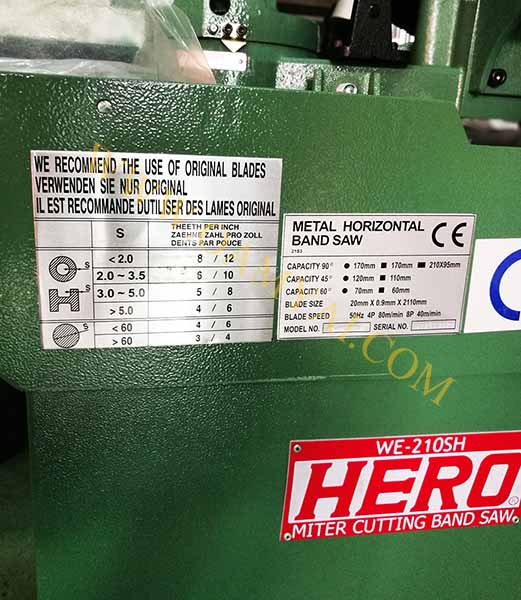 WE RECOMMEND THE USE OF ORIGINAL BLADES
VERWENDEN SIE NUR ORIGINAL
IL EST RECOMMANDE D'UTILISER DES LAMES ORIGINAL
S
THEETH PER INCH
ZAEHNE ZAHL PRO ZOLL
DENTS PAR POUCE
< 2.0 8 / 12
2.0 ~ 3.5 6 / 10
3.0 ~ 5.0 5 / 8
> 5.0 4 / 6
< 60 4 / 6
> 60 3 / 4
METAL HORIZONTAL
BAND SAW
CE
2193
CAPACITY 90° ● 170mm ■ 170mm ■ 210X95mm
CAPACITY 45° ● 120mm ■ 110mm
CAPACITY 60° ● 70mm ■ 60mm
BLADE SIZE 20mm X 0.9mm X 2110mm
BLADE SPEED 50Hz 4P 80m/min 8P 40m/min
MODEL NO. SERIAL NO.
WE-210SH
HERO
MITER CUTTING BAND SAW
.COM